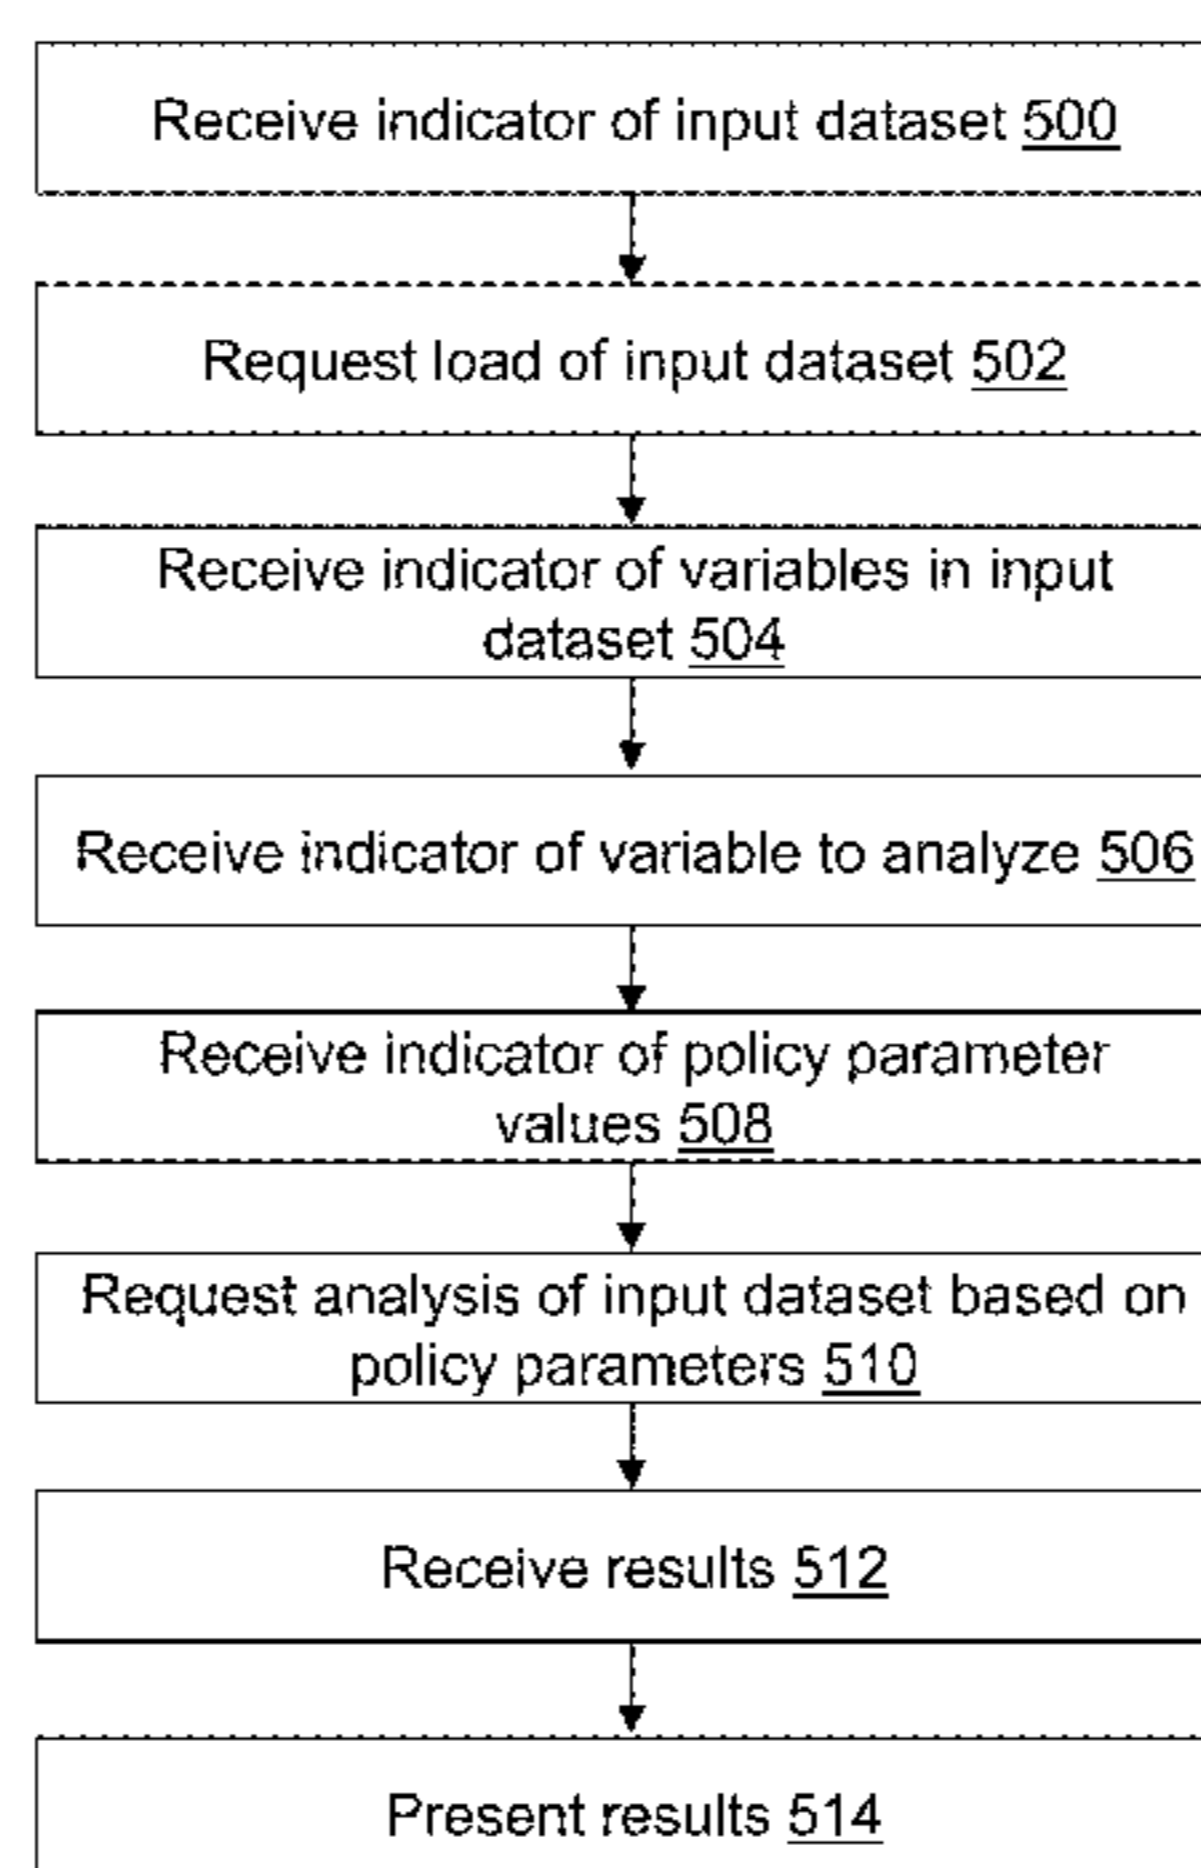 Receive indicator of input dataset 500
Request load of input dataset 502
Receive indicator of variables in input
dataset 504
Receive indicator of variable to analyze 506
Receive indicator of policy parameter
values 508
Request analysis of input dataset based on
policy parameters 510
Receive results 512
Present results 514